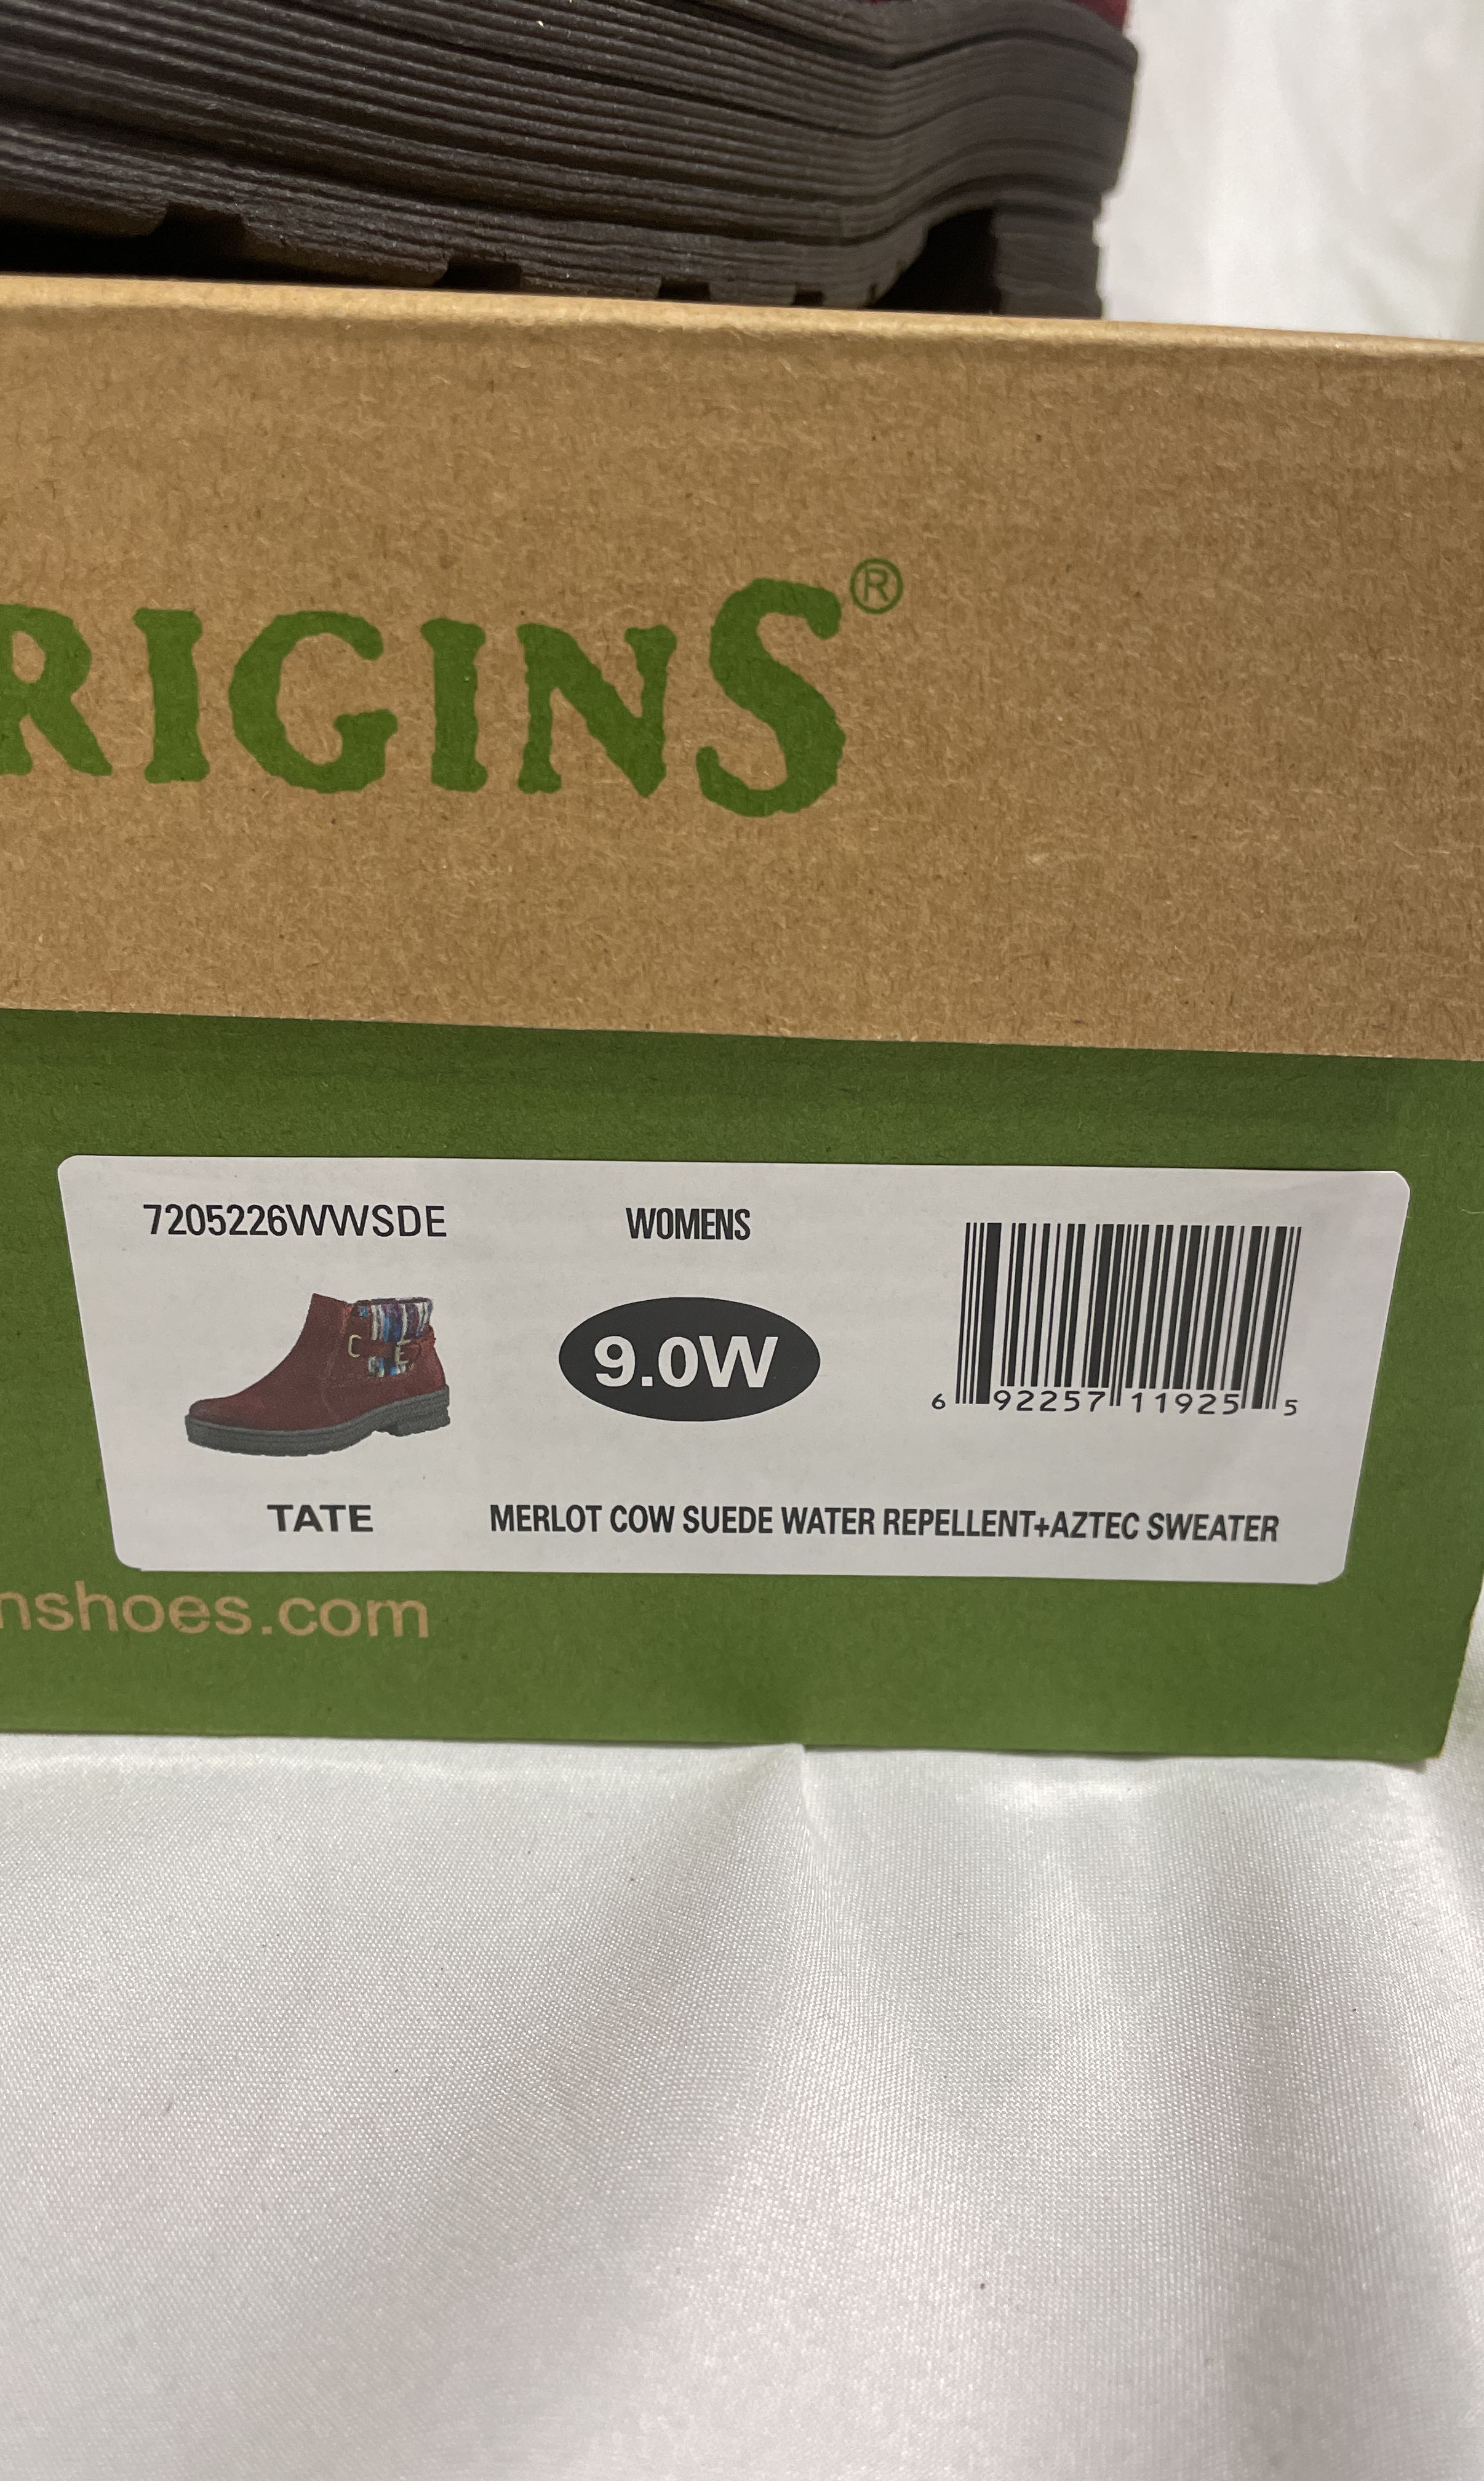 RIGINS®
7205226WWSDE
WOMENS
9.0W
6 92257 11925 5
TATE
MERLOT COW SUEDE WATER REPELLENT+AZTEC SWEATER
nshoes.com